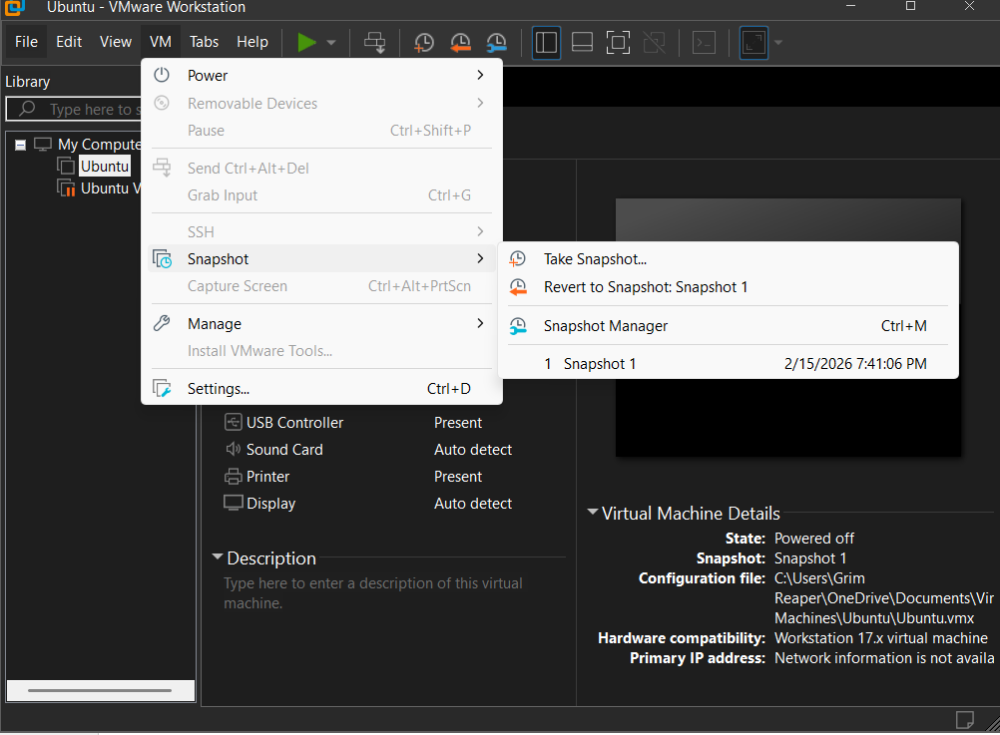 Ubuntu - VMware Workstation
File Edit View VM Tabs Help
Library
Type here to s
My Compute
Ubuntu
Ubuntu V
Power
Removable Devices
Pause Ctrl+Shift+P
Send Ctrl+Alt+Del
Grab Input Ctrl+G
SSH
Snapshot
Capture Screen Ctrl+Alt+PrtScn
Manage
Install VMware Tools...
Settings... Ctrl+D
Take Snapshot...
Revert to Snapshot: Snapshot 1
Snapshot Manager Ctrl+M
1 Snapshot 1 2/15/2026 7:41:06 PM
USB Controller Present
Sound Card Auto detect
Printer Present
Display Auto detect
Description
Type here to enter a description of this virtual
machine.
Virtual Machine Details
State: Powered off
Snapshot: Snapshot 1
Configuration file: C:\Users\Grim
Reaper\OneDrive\Documents\Vir
Machines\Ubuntu\Ubuntu.vmx
Hardware compatibility: Workstation 17.x virtual machine
Primary IP address: Network information is not availa